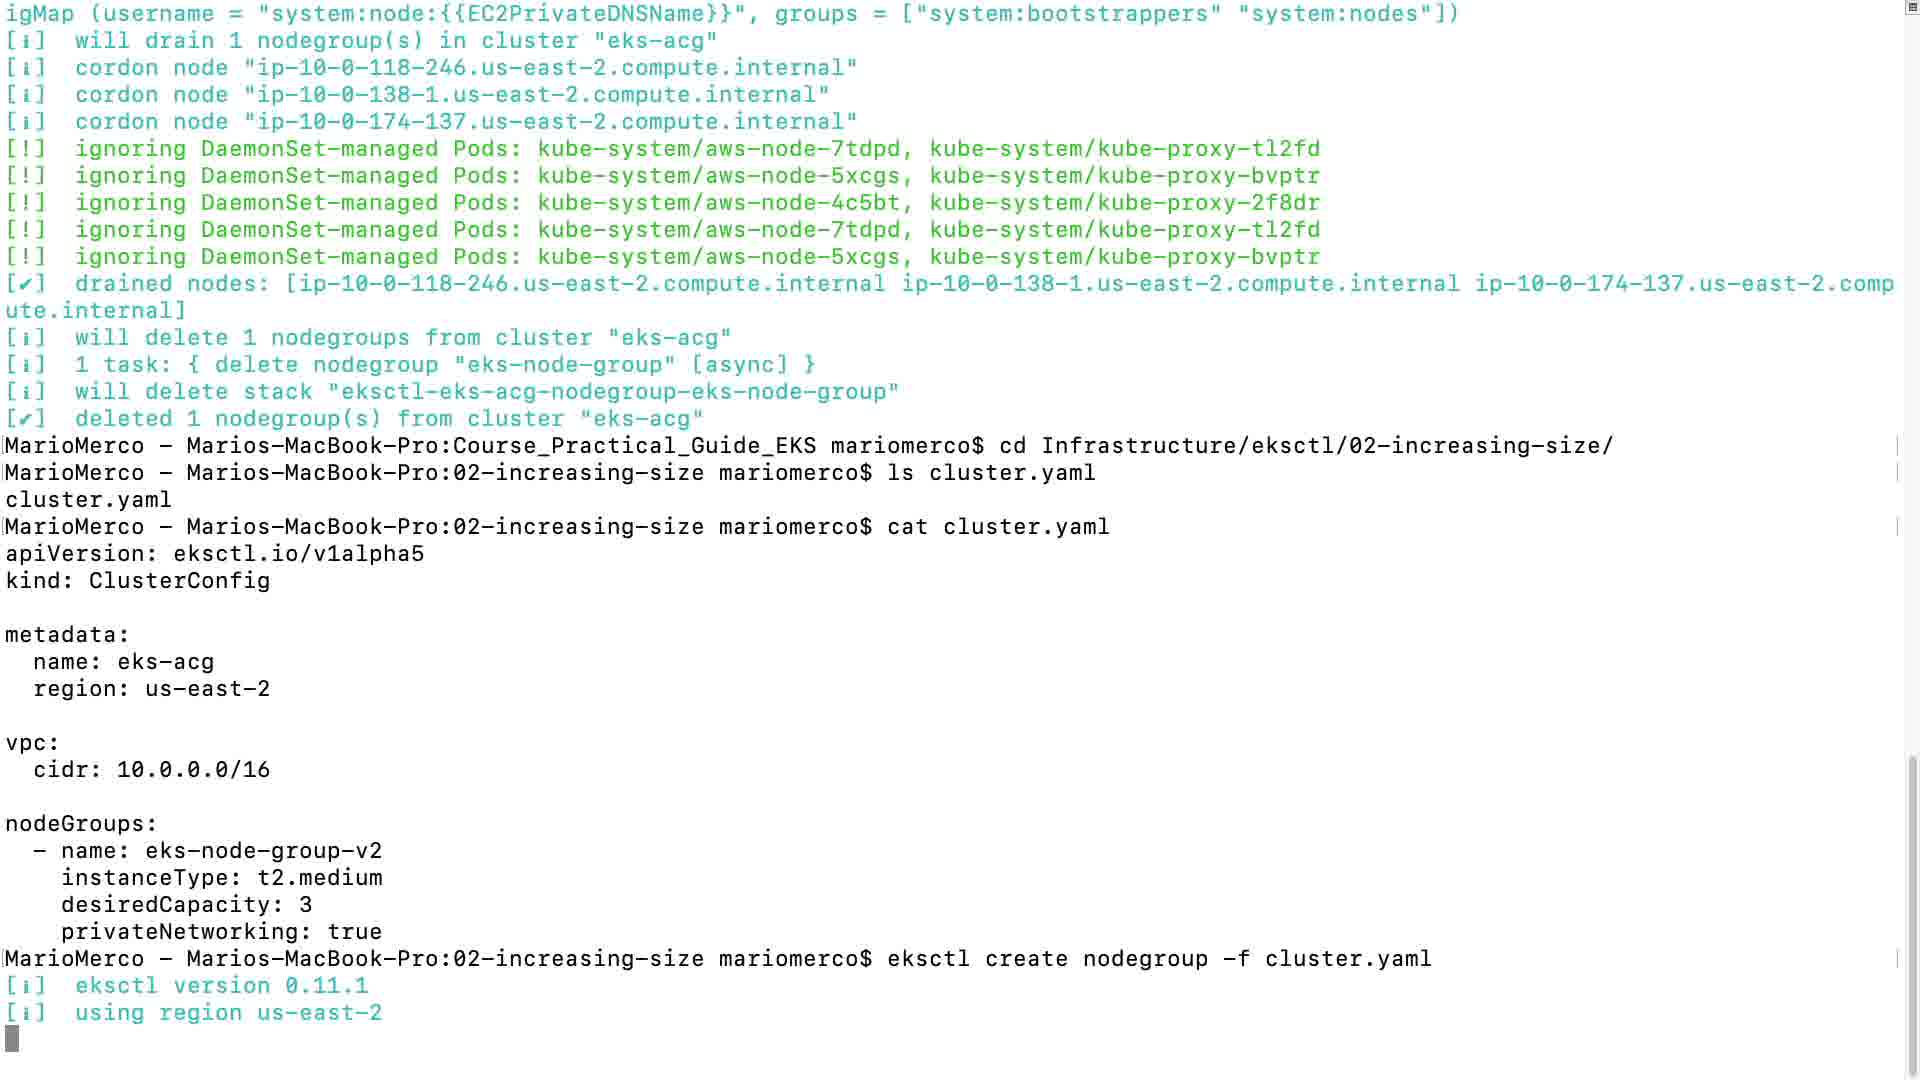 igMap (username = "system:node:{{EC2PrivateDNSName}}", groups = ["system:bootstrappers" "system:nodes"])
[ℹ]  will drain 1 nodegroup(s) in cluster "eks-acg"
[ℹ]  cordon node "ip-10-0-118-246.us-east-2.compute.internal"
[ℹ]  cordon node "ip-10-0-138-1.us-east-2.compute.internal"
[ℹ]  cordon node "ip-10-0-174-137.us-east-2.compute.internal"
[!]  ignoring DaemonSet-managed Pods: kube-system/aws-node-7tdpd, kube-system/kube-proxy-tl2fd
[!]  ignoring DaemonSet-managed Pods: kube-system/aws-node-5xcgs, kube-system/kube-proxy-bvptr
[!]  ignoring DaemonSet-managed Pods: kube-system/aws-node-4c5bt, kube-system/kube-proxy-2f8dr
[!]  ignoring DaemonSet-managed Pods: kube-system/aws-node-7tdpd, kube-system/kube-proxy-tl2fd
[!]  ignoring DaemonSet-managed Pods: kube-system/aws-node-5xcgs, kube-system/kube-proxy-bvptr
[✔]  drained nodes: [ip-10-0-118-246.us-east-2.compute.internal ip-10-0-138-1.us-east-2.compute.internal ip-10-0-174-137.us-east-2.comp
ute.internal]
[ℹ]  will delete 1 nodegroups from cluster "eks-acg"
[ℹ]  1 task: { delete nodegroup "eks-node-group" [async] }
[ℹ]  will delete stack "eksctl-eks-acg-nodegroup-eks-node-group"
[✔]  deleted 1 nodegroup(s) from cluster "eks-acg"
MarioMerco - Marios-MacBook-Pro:Course_Practical_Guide_EKS mariomerco$ cd Infrastructure/eksctl/02-increasing-size/
MarioMerco - Marios-MacBook-Pro:02-increasing-size mariomerco$ ls cluster.yaml
cluster.yaml
MarioMerco - Marios-MacBook-Pro:02-increasing-size mariomerco$ cat cluster.yaml
apiVersion: eksctl.io/v1alpha5
kind: ClusterConfig

metadata:
  name: eks-acg
  region: us-east-2

vpc:
  cidr: 10.0.0.0/16

nodeGroups:
  - name: eks-node-group-v2
    instanceType: t2.medium
    desiredCapacity: 3
    privateNetworking: true
MarioMerco - Marios-MacBook-Pro:02-increasing-size mariomerco$ eksctl create nodegroup -f cluster.yaml
[ℹ]  eksctl version 0.11.1
[ℹ]  using region us-east-2